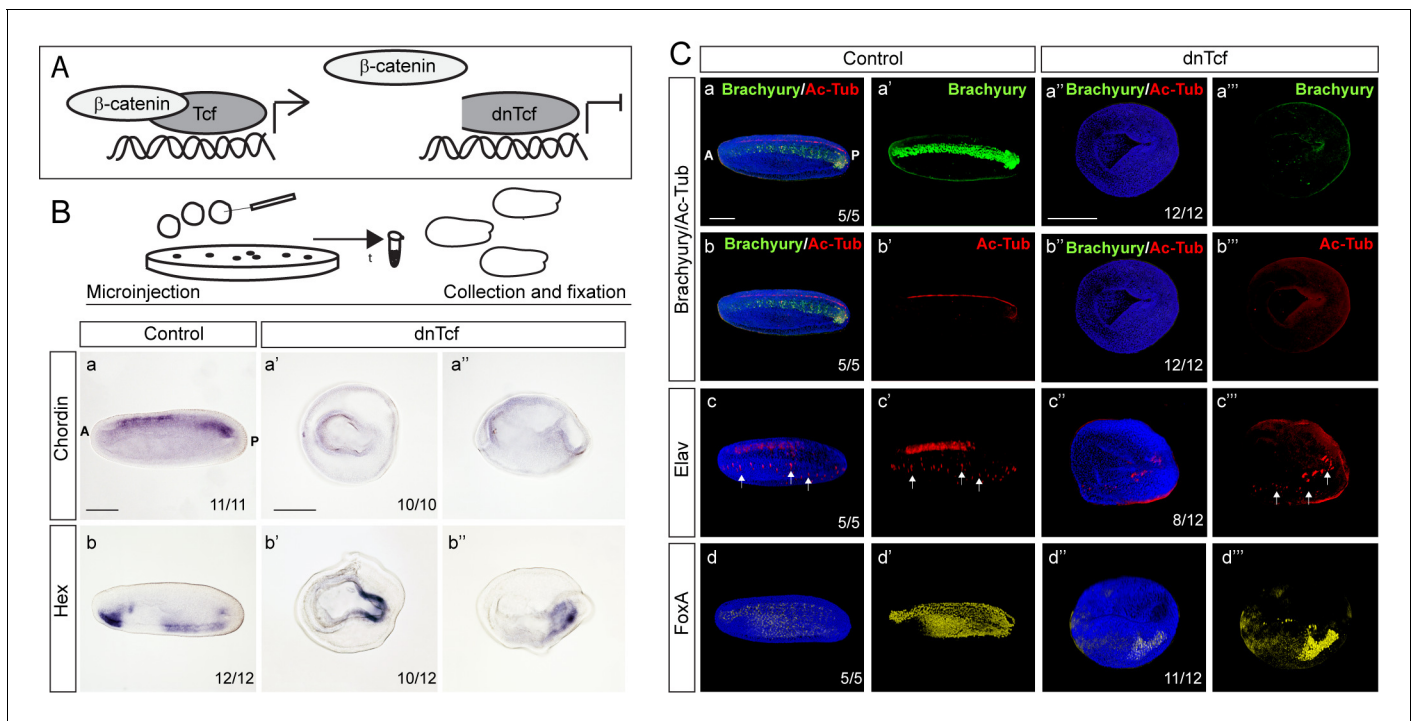 A
β-catenin
β-catenin
Tcf
dnTcf
B
t
Microinjection
Collection and fixation
Control
dnTcf
Chordin
a
A
P
11/11
a'
10/10
a''
Hex
b
12/12
b'
10/12
b''
C
Control
dnTcf
Brachyury/Ac-Tub
a
Brachyury/Ac-Tub
A
P
5/5
a'
Brachyury
a''
Brachyury/Ac-Tub
12/12
a'''
Brachyury
b
Brachyury/Ac-Tub
5/5
b'
Ac-Tub
b''
Brachyury/Ac-Tub
12/12
b'''
Ac-Tub
Elav
c
5/5
c'
c''
8/12
c'''
FoxA
d
5/5
d'
d''
11/12
d'''